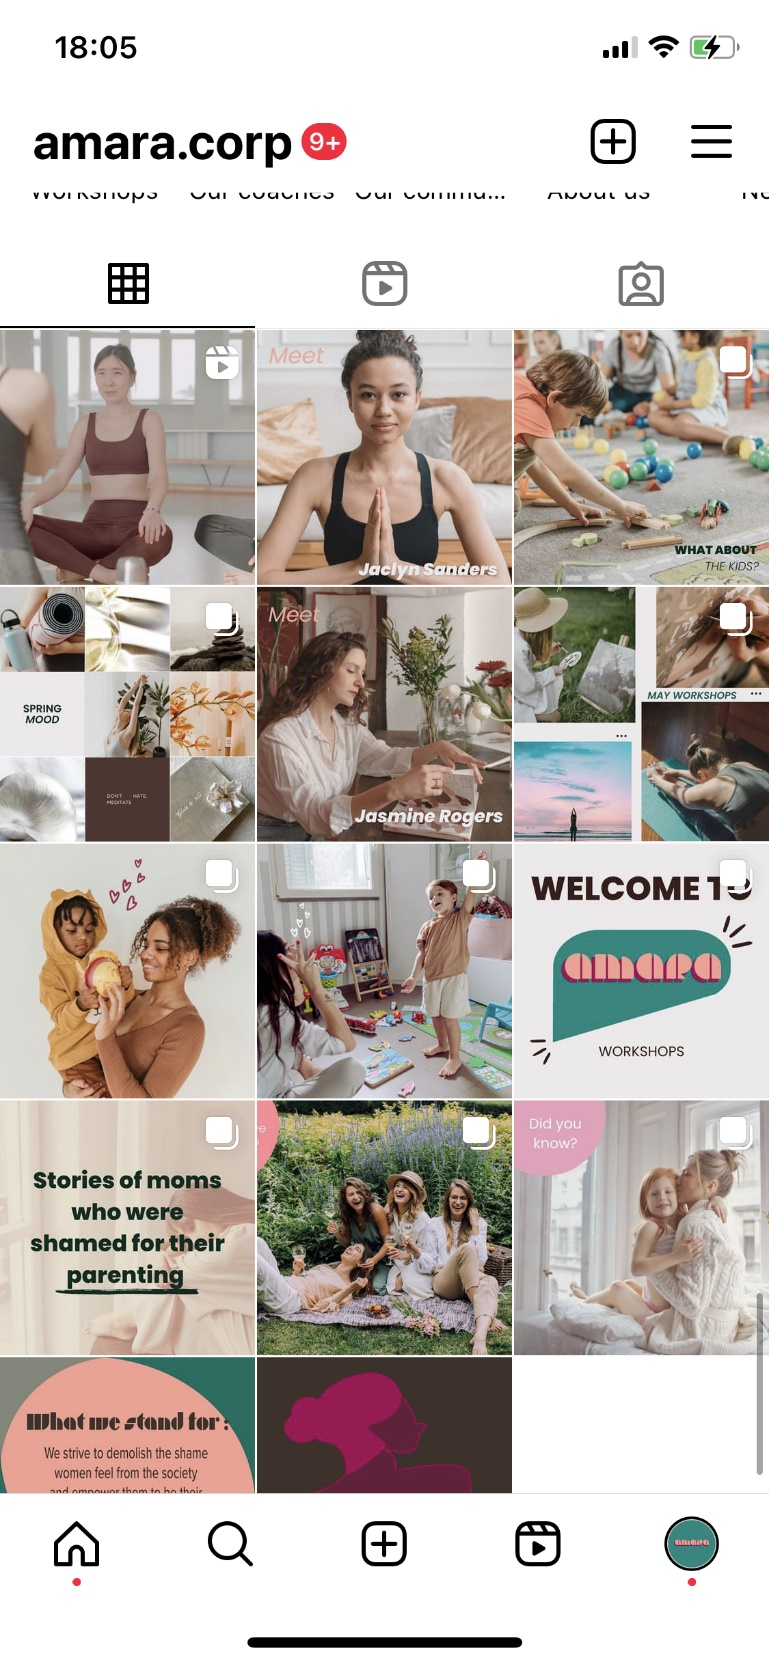 18:05
amara.corp 9+
Workshops Our coaches Our commu... About us Ne
Meet
Jaclyn Sanders
WHAT ABOUT
THE KIDS?
SPRING
MOOD
DON'T HATE,
MEDITATE
Meet
Jasmine Rogers
MAY WORKSHOPS
WELCOME TO
amara
WORKSHOPS
Stories of moms
who were
shamed for their
parenting
Did you
know?
What we stand for:
We strive to demolish the shame
women feel from the society
and empower them to be their
amara